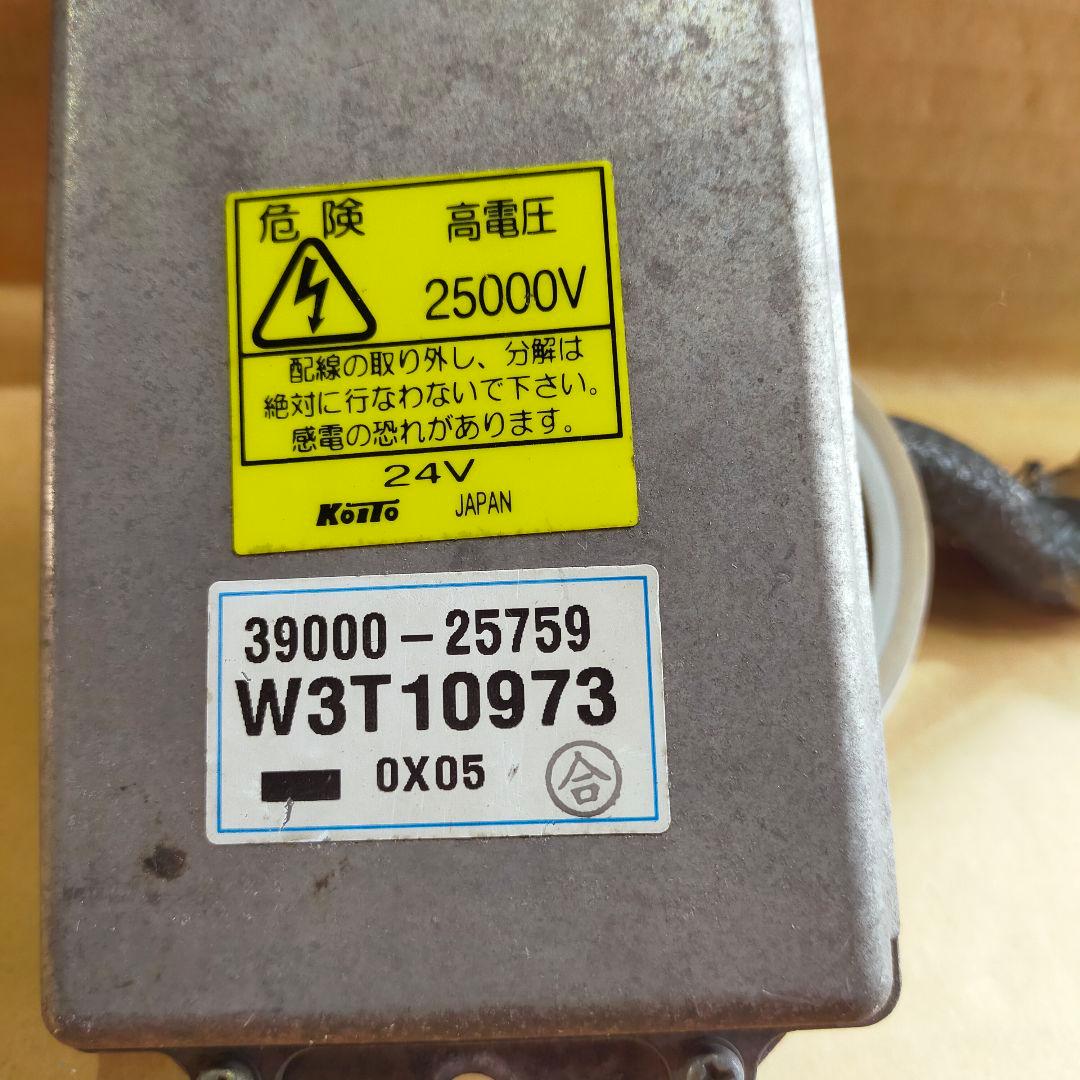 危険 高電圧
25000V
配線の取り外し、分解は
絶対に行なわないで下さい。
感電の恐れがあります。
24V
KOITO JAPAN
39000-25759
W3T10973
0X05 合